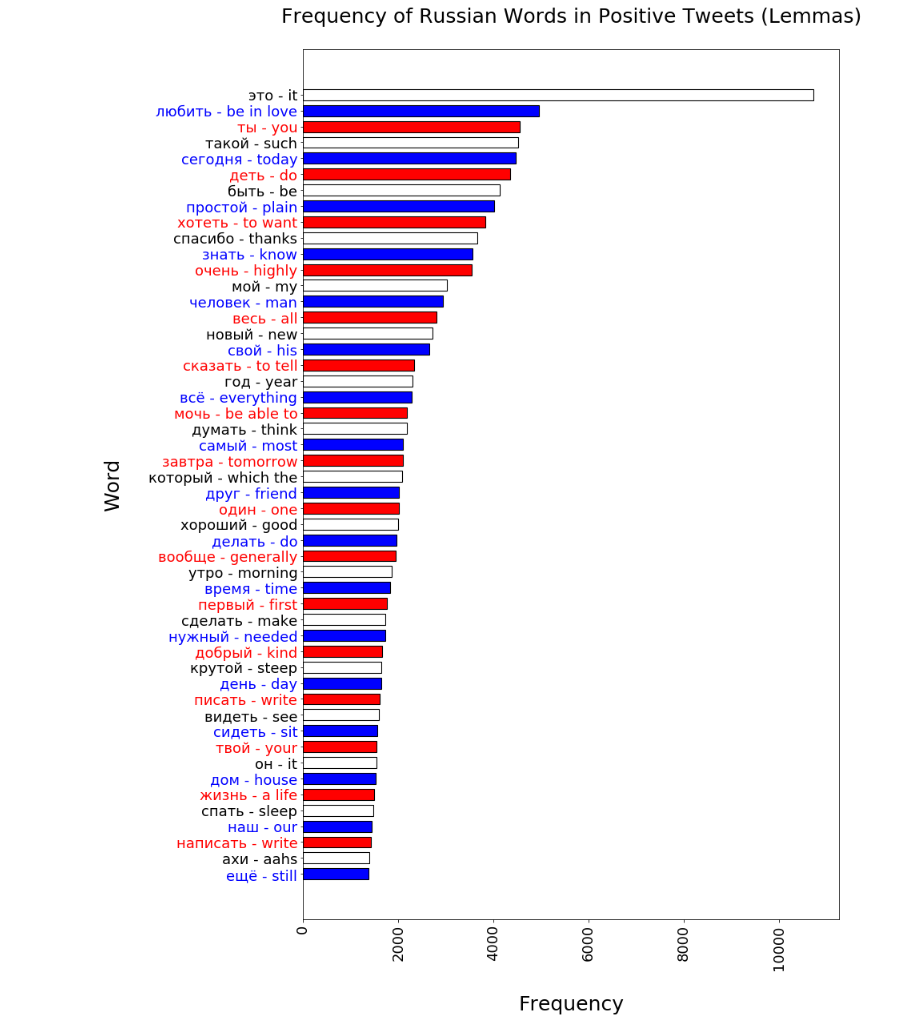 Frequency of Russian Words in Positive Tweets (Lemmas)
это - it
любить - be in love
ты - you
такой - such
сегодня - today
деть - do
быть - be
простой - plain
хотеть - to want
спасибо - thanks
знать - know
очень - highly
мой - my
человек - man
весь - all
новый - new
свой - his
сказать - to tell
год - year
всё - everything
мочь - be able to
думать - think
самый - most
завтра - tomorrow
который - which the
друг - friend
один - one
хороший - good
делать - do
вообще - generally
утро - morning
время - time
первый - first
сделать - make
нужный - needed
добрый - kind
крутой - steep
день - day
писать - write
видеть - see
сидеть - sit
твой - your
он - it
дом - house
жизнь - a life
спать - sleep
наш - our
написать - write
ахи - aahs
ещё - still
Word
0
2000
4000
6000
8000
10000
Frequency